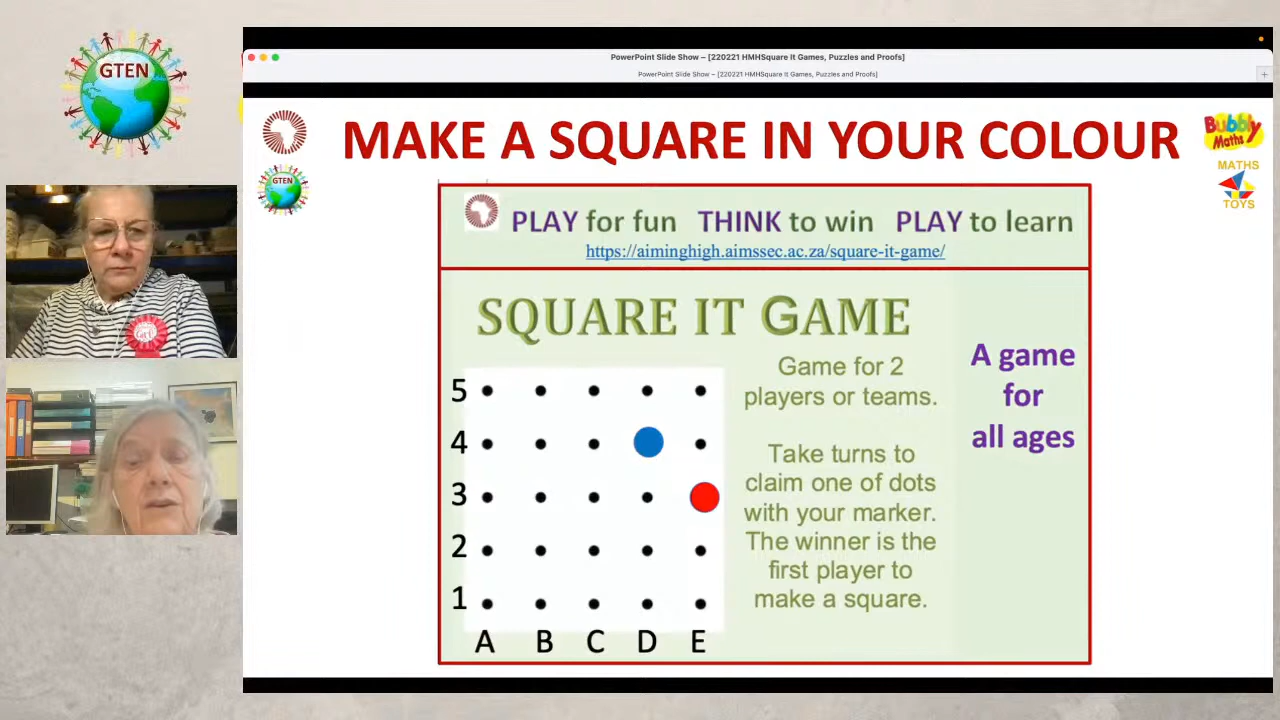 GTEN
PowerPoint Slide Show – [220221 HMHSquare It Games, Puzzles and Proofs]
PowerPoint Slide Show – [220221 HMHSquare It Games, Puzzles and Proofs]
MAKE A SQUARE IN YOUR COLOUR
GTEN
Bubbly
Maths
MATHS
TOYS
PLAY for fun THINK to win PLAY to learn
https://aiminghigh.aimssec.ac.za/square-it-game/
SQUARE IT GAME
Game for 2
players or teams.
Take turns to
claim one of dots
with your marker.
The winner is the
first player to
make a square.
A game
for
all ages
5
4
3
2
1
A B C D E